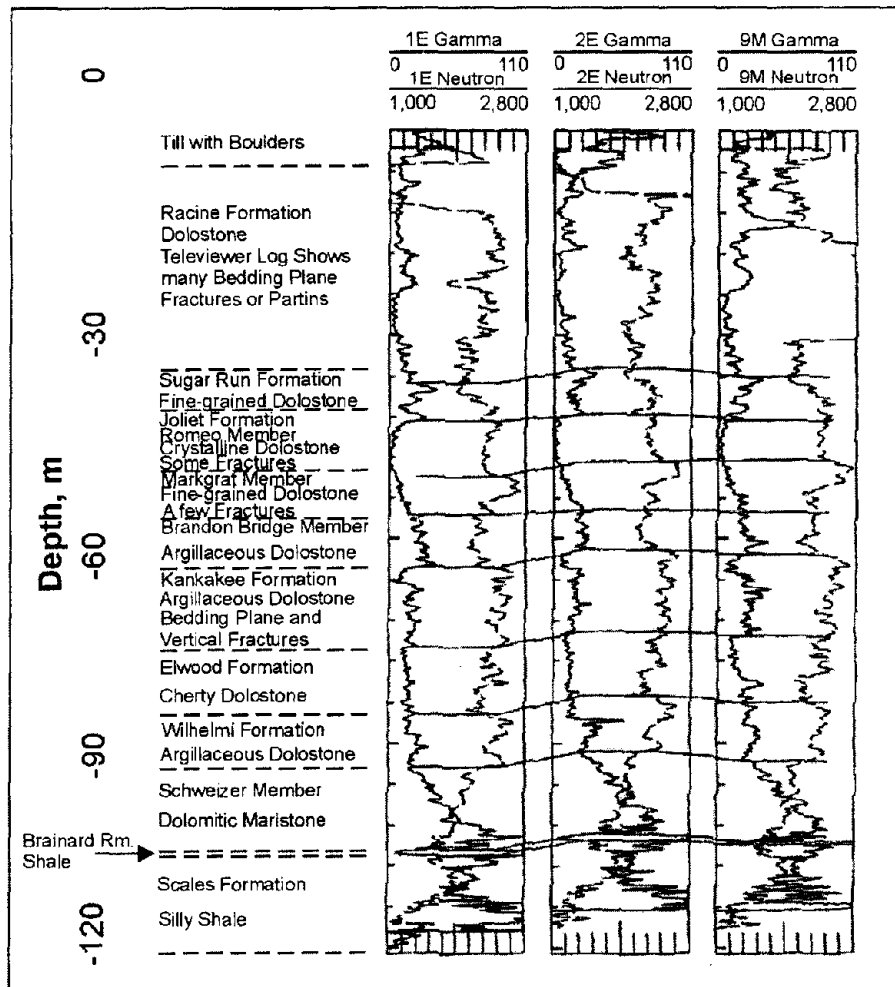 1E Gamma 2E Gamma 9M Gamma
0 110 0 110 0 110
1E Neutron 2E Neutron 9M Neutron
1,000 2,800 1,000 2,800 1,000 2,800
0
-30
-60
-90
-120
Depth, m
Till with Boulders
Racine Formation
Dolostone
Televiewer Log Shows
many Bedding Plane
Fractures or Partins
Sugar Run Formation
Fine-grained Dolostone
Joliet Formation
Romeo Member
Crystalline Dolostone
Some Fractures
Markgraf Member
Fine-grained Dolostone
A few Fractures
Brandon Bridge Member
Argillaceous Dolostone
Kankakee Formation
Argillaceous Dolostone
Bedding Plane and
Vertical Fractures
Elwood Formation
Cherty Dolostone
Wilhelmi Formation
Argillaceous Dolostone
Schweizer Member
Dolomitic Maristone
Brainard Rm.
Shale
Scales Formation
Silly Shale